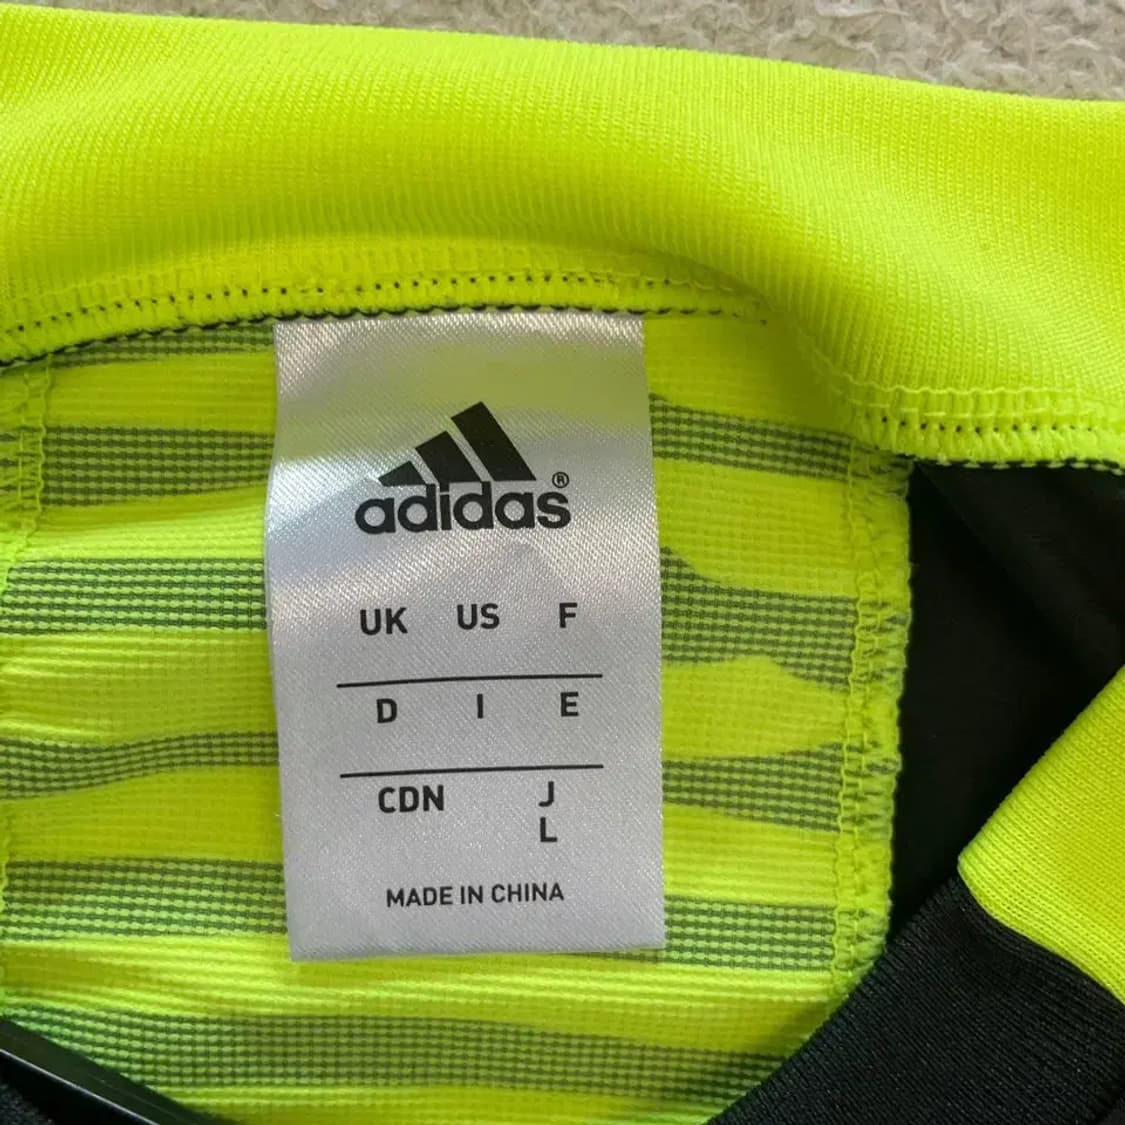 adidas®
UK US F
D I E
CDN J
L
MADE IN CHINA